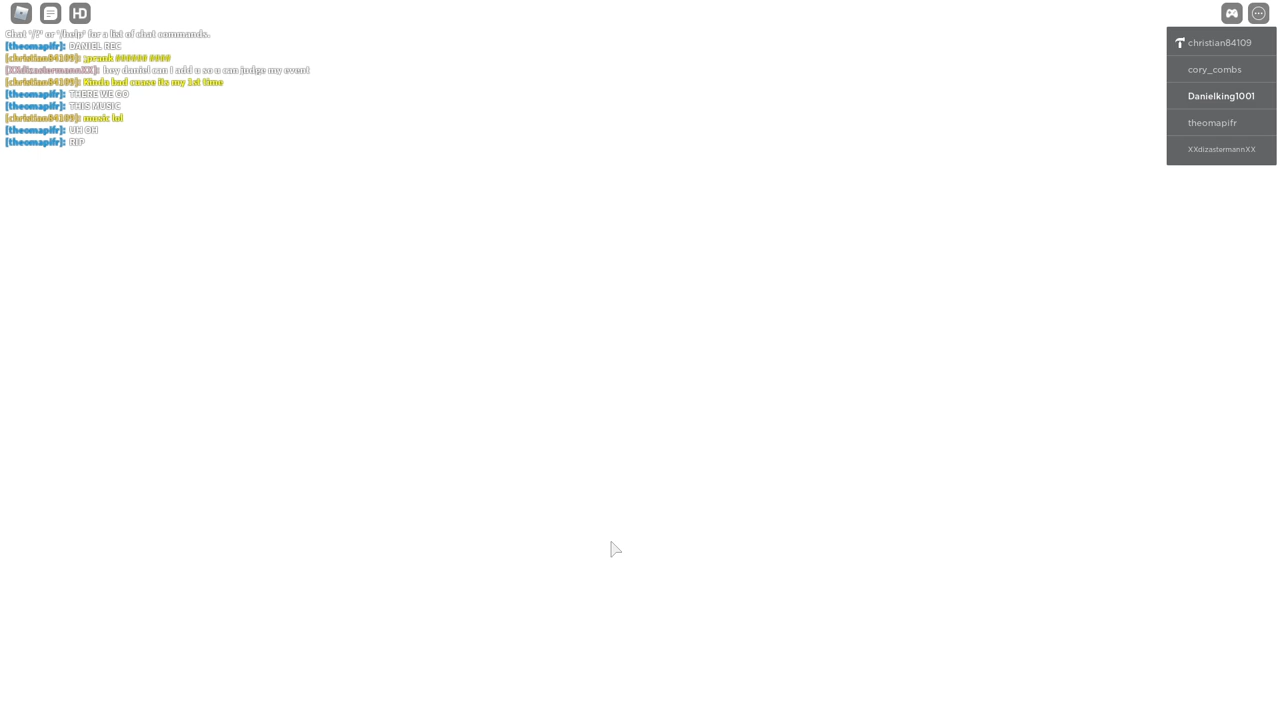 HD
Chat '/?' or '/help' for a list of chat commands.
[theomapifr]: DANIEL REC
[christian84109]: ;prank ###### ####
[XXdizastermannXX]: hey daniel can I add u so u can judge my event
[christian84109]: Kinda bad cause its my 1st time
[theomapifr]: THERE WE GO
[theomapifr]: THIS MUSIC
[christian84109]: music lol
[theomapifr]: UH OH
[theomapifr]: RIP
christian84109
cory_combs
Danielking1001
theomapifr
XXdizastermannXX